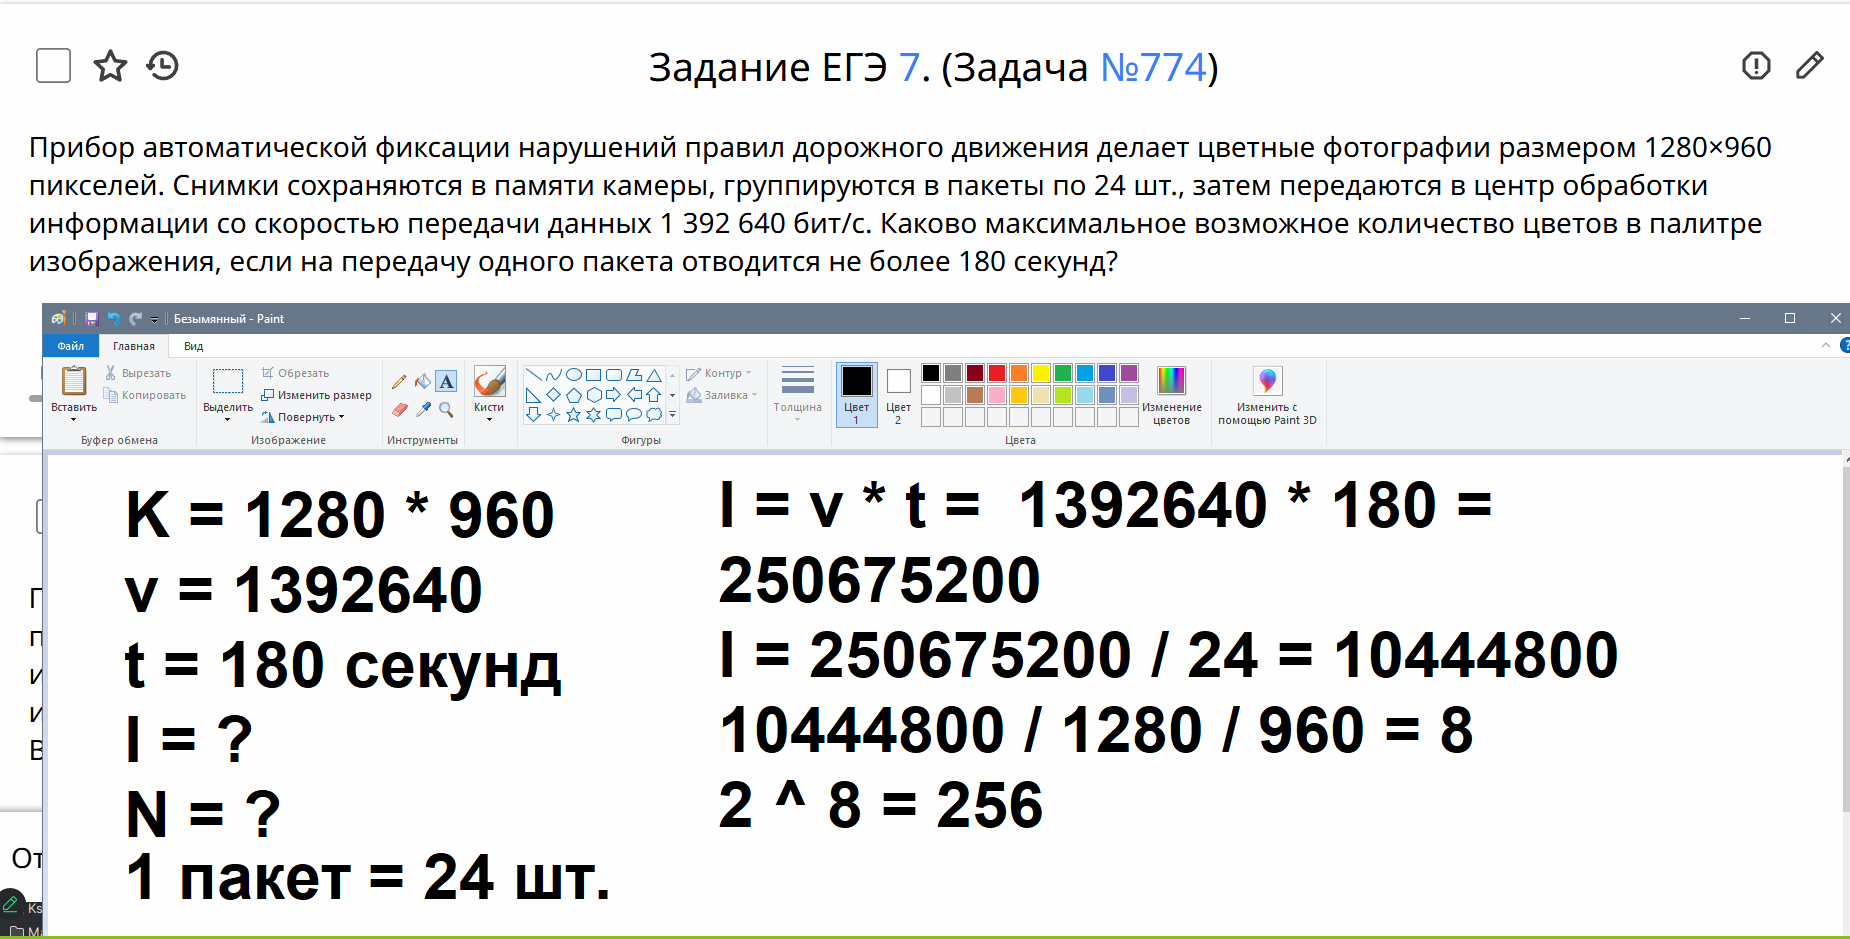 Задание ЕГЭ 7. (Задача №774)
Прибор автоматической фиксации нарушений правил дорожного движения делает цветные фотографии размером 1280×960
пикселей. Снимки сохраняются в памяти камеры, группируются в пакеты по 24 шт., затем передаются в центр обработки
информации со скоростью передачи данных 1 392 640 бит/с. Каково максимальное возможное количество цветов в палитре
изображения, если на передачу одного пакета отводится не более 180 секунд?
Безымянный - Paint
Файл Главная Вид
Вставить Вырезать Копировать
Буфер обмена
Выделить Обрезать Изменить размер Повернуть
Изображение
A
Инструменты
Кисти
Контур Заливка
Фигуры
Толщина
Цвет 1 Цвет 2
Изменение цветов
Цвета
Изменить с помощью Paint 3D
K = 1280 * 960
v = 1392640
t = 180 секунд
I = ?
N = ?
1 пакет = 24 шт.
I = v * t = 1392640 * 180 =
250675200
I = 250675200 / 24 = 10444800
10444800 / 1280 / 960 = 8
2 ^ 8 = 256
От
Ks